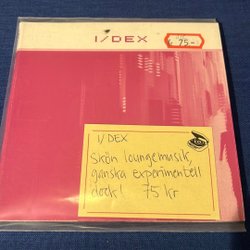 I/DEX
75:-
I/DEX
Skön loungemusik,
ganska experimentell
dock! 75 kr